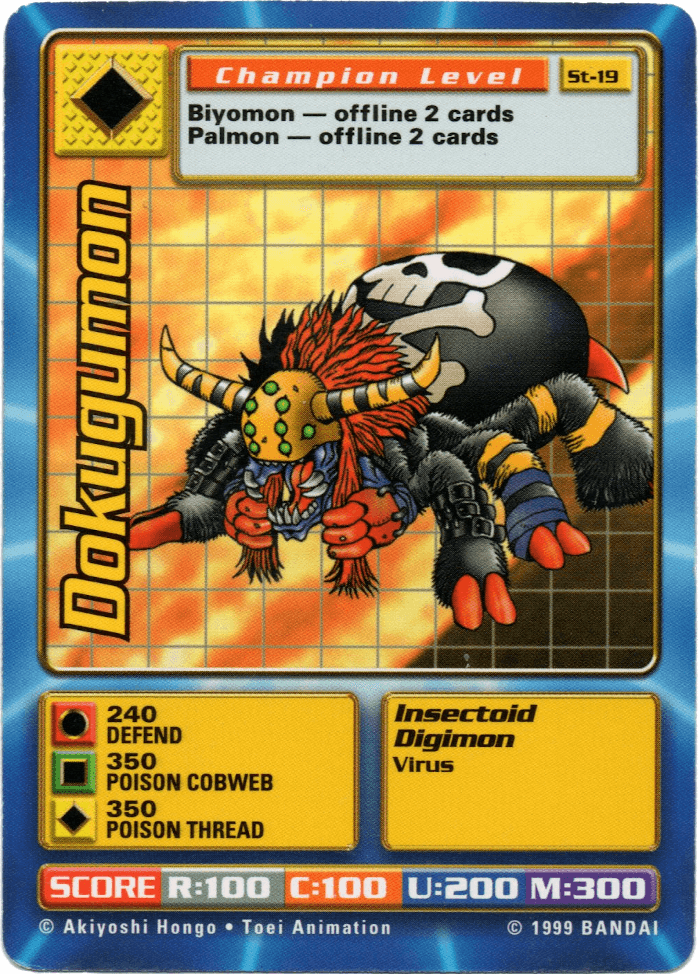 Champion Level
St-19
Biyomon — offline 2 cards
Palmon — offline 2 cards
Dokugumon
240
DEFEND
350
POISON COBWEB
350
POISON THREAD
Insectoid
Digimon
Virus
SCORE R:100 C:100 U:200 M:300
© Akiyoshi Hongo • Toei Animation © 1999 BANDAI